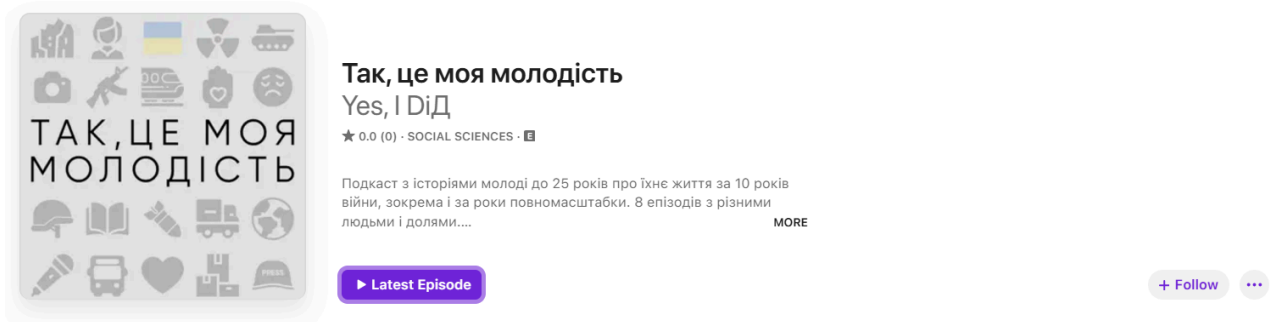 ТАК,ЦЕ МОЯ
МОЛОДІСТЬ
PRESS
Так, це моя молодість
Yes, I DiД
0.0 (0) · SOCIAL SCIENCES · E
Подкаст з історіями молоді до 25 років про їхнє життя за 10 років
війни, зокрема і за роки повномасштабки. 8 епізодів з різними
людьми і долями.... MORE
Latest Episode
+ Follow